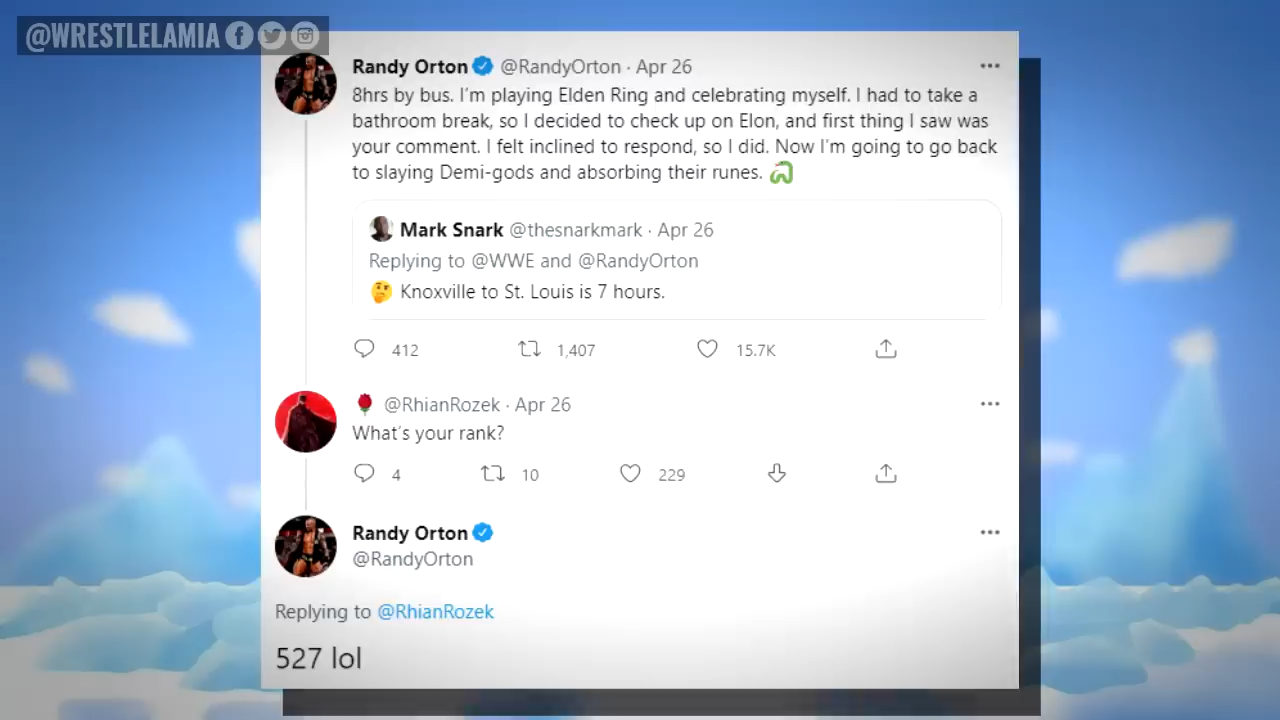 @WRESTLELAMIA
Randy Orton @RandyOrton · Apr 26
8hrs by bus. I'm playing Elden Ring and celebrating myself. I had to take a
bathroom break, so I decided to check up on Elon, and first thing I saw was
your comment. I felt inclined to respond, so I did. Now I'm going to go back
to slaying Demi-gods and absorbing their runes. 🐍
Mark Snark @thesnarkmark · Apr 26
Replying to @WWE and @RandyOrton
🤔 Knoxville to St. Louis is 7 hours.
412 1,407 15.7K
🌹 @RhianRozek · Apr 26
What's your rank?
4 10 229
Randy Orton
@RandyOrton
Replying to @RhianRozek
527 lol